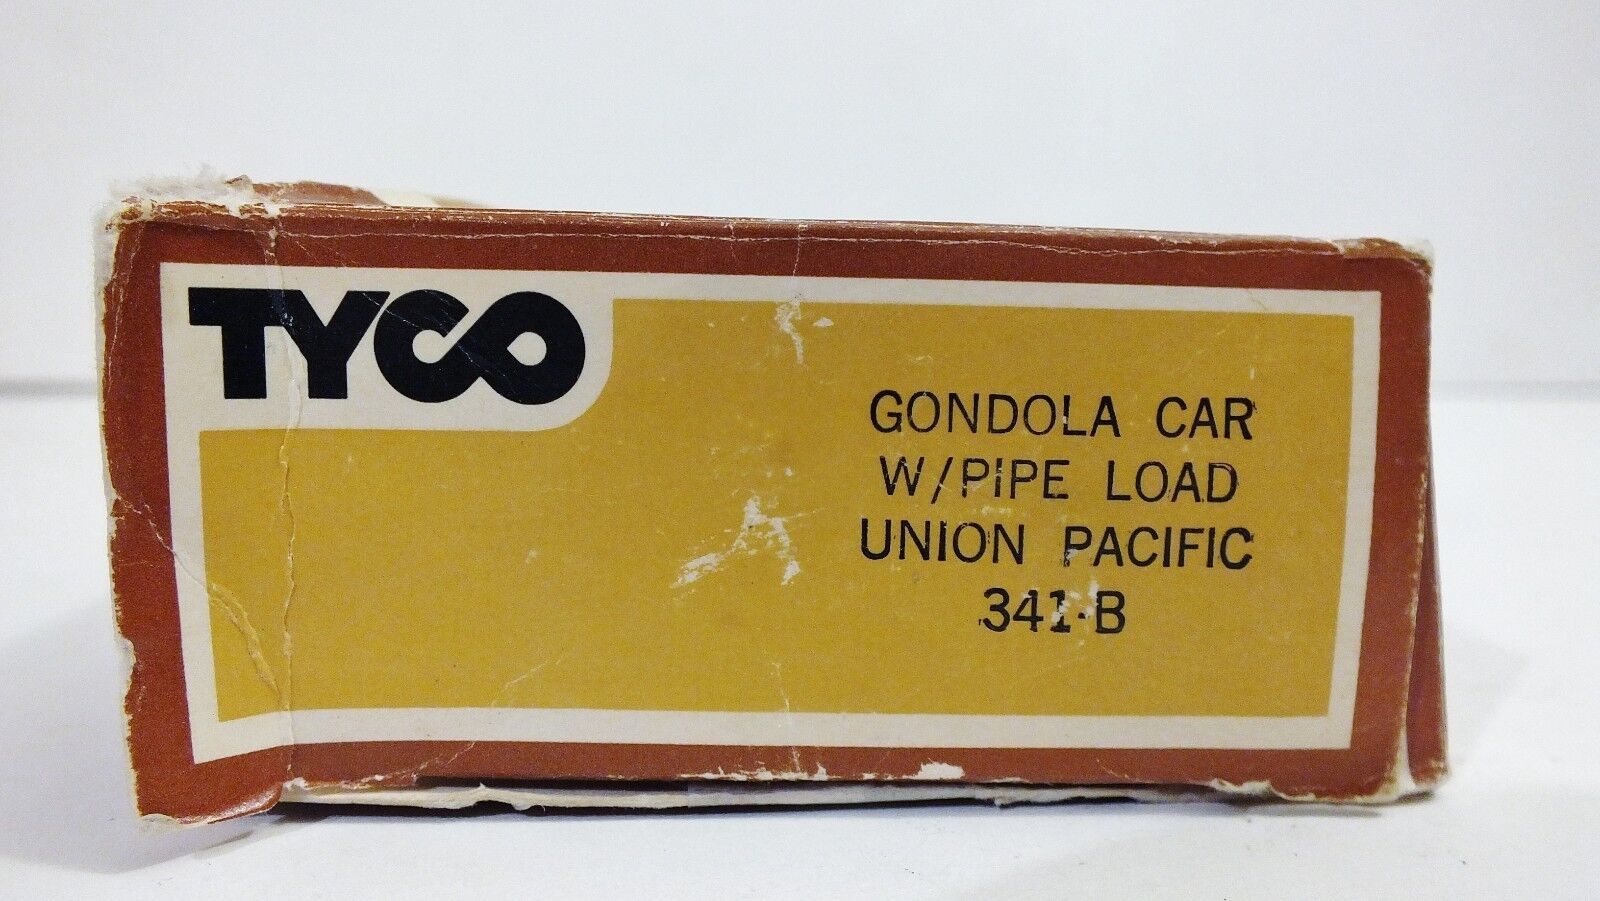 TYCO
GONDOLA CAR
W/PIPE LOAD
UNION PACIFIC
341-B